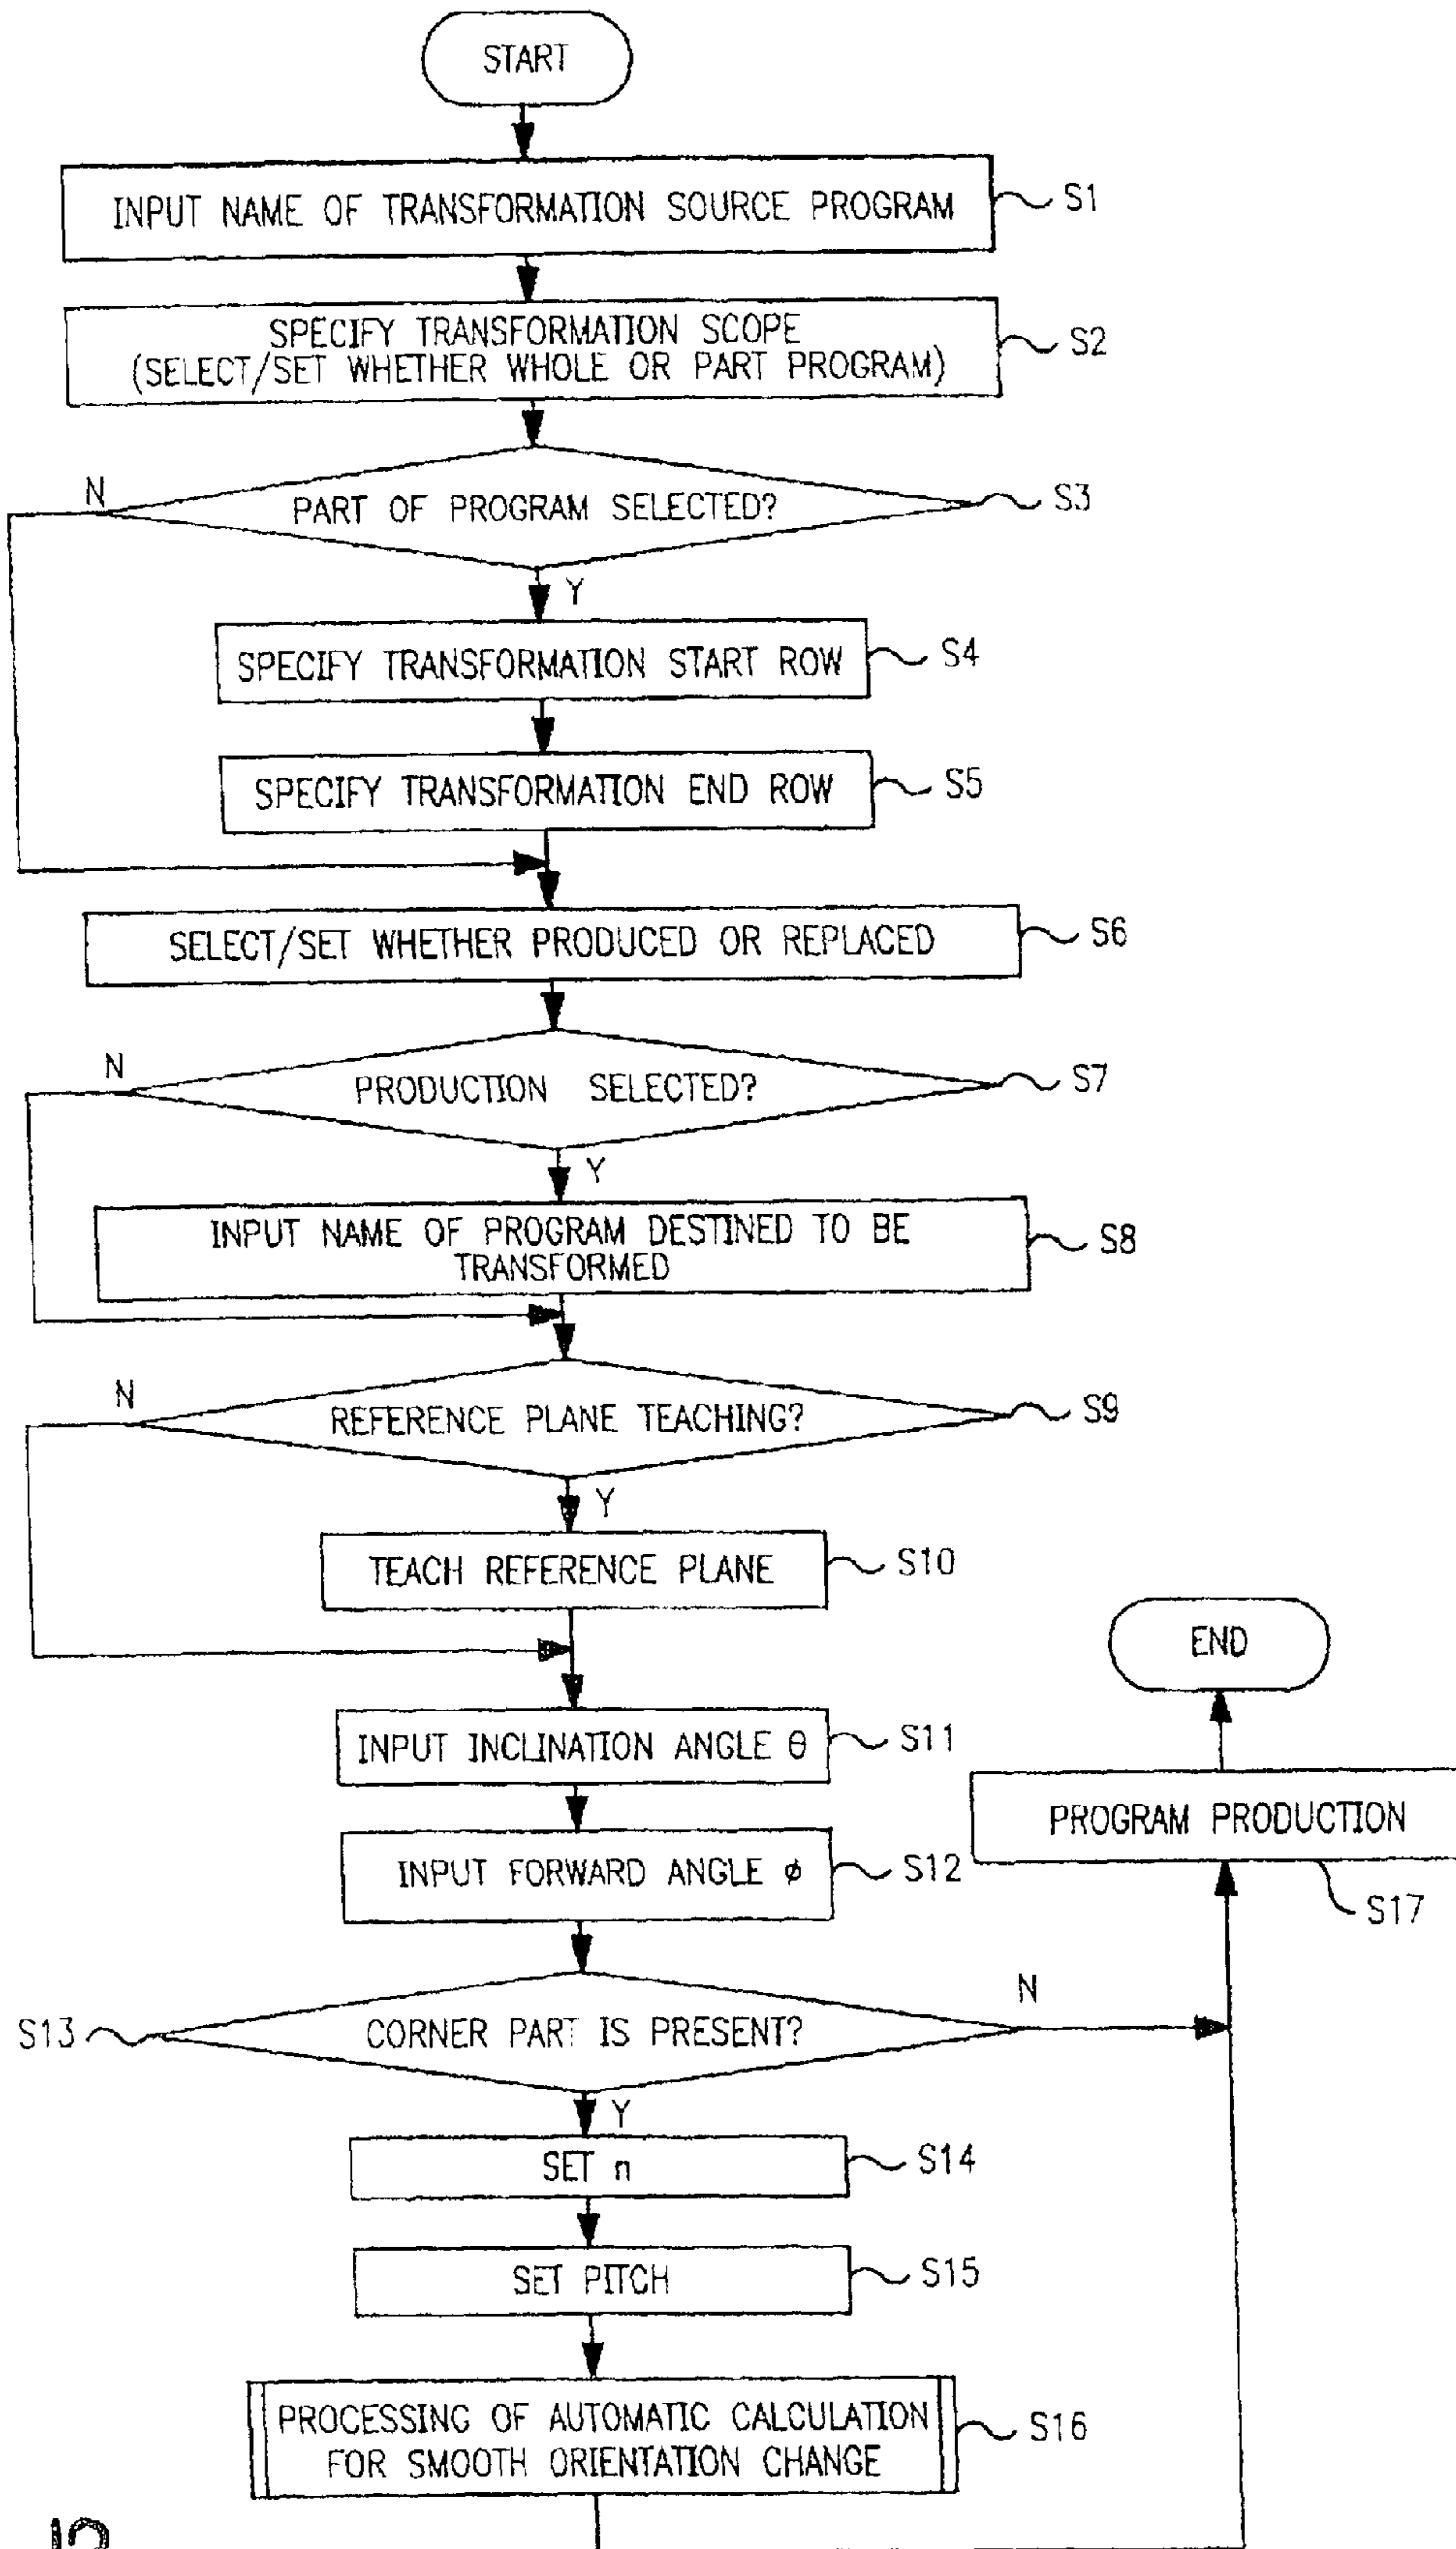 START
INPUT NAME OF TRANSFORMATION SOURCE PROGRAM
S1
SPECIFY TRANSFORMATION SCOPE
(SELECT/SET WHETHER WHOLE OR PART PROGRAM)
S2
N
PART OF PROGRAM SELECTED?
S3
Y
SPECIFY TRANSFORMATION START ROW
S4
SPECIFY TRANSFORMATION END ROW
S5
SELECT/SET WHETHER PRODUCED OR REPLACED
S6
N
PRODUCTION SELECTED?
S7
Y
INPUT NAME OF PROGRAM DESTINED TO BE
TRANSFORMED
S8
N
REFERENCE PLANE TEACHING?
S9
Y
TEACH REFERENCE PLANE
S10
END
INPUT INCLINATION ANGLE θ
S11
PROGRAM PRODUCTION
S17
INPUT FORWARD ANGLE φ
S12
N
S13
CORNER PART IS PRESENT?
Y
SET n
S14
SET PITCH
S15
PROCESSING OF AUTOMATIC CALCULATION
FOR SMOOTH ORIENTATION CHANGE
S16